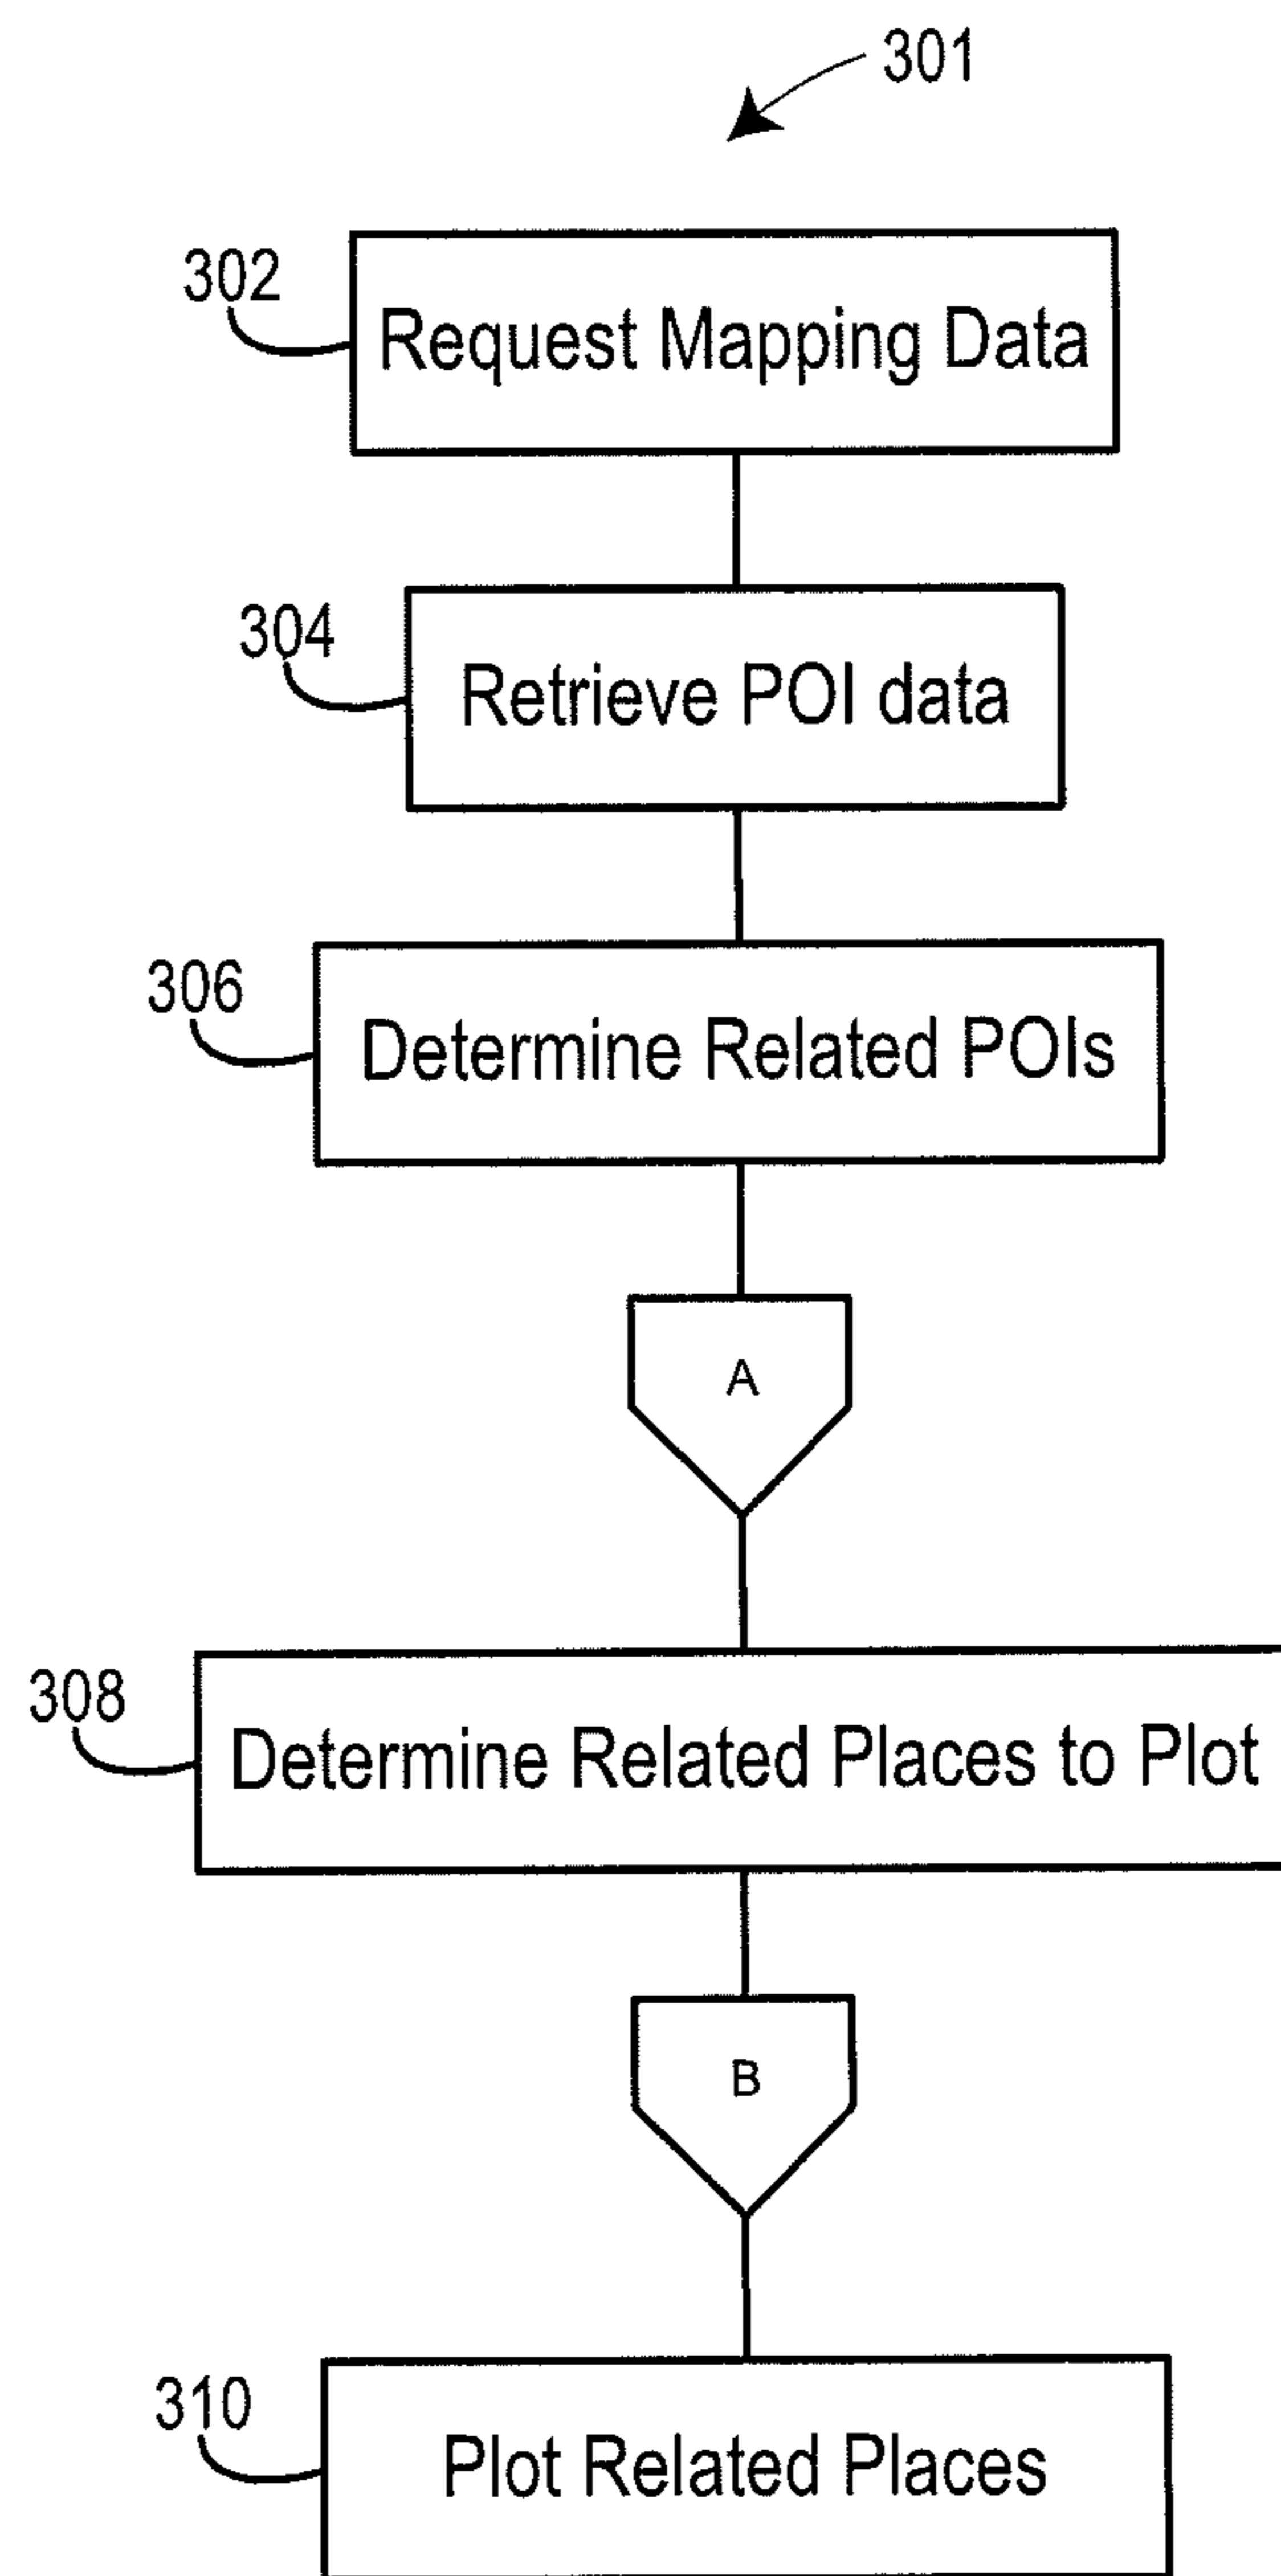 301
302
Request Mapping Data
304
Retrieve POI data
306
Determine Related POIs
A
308
Determine Related Places to Plot
B
310
Plot Related Places